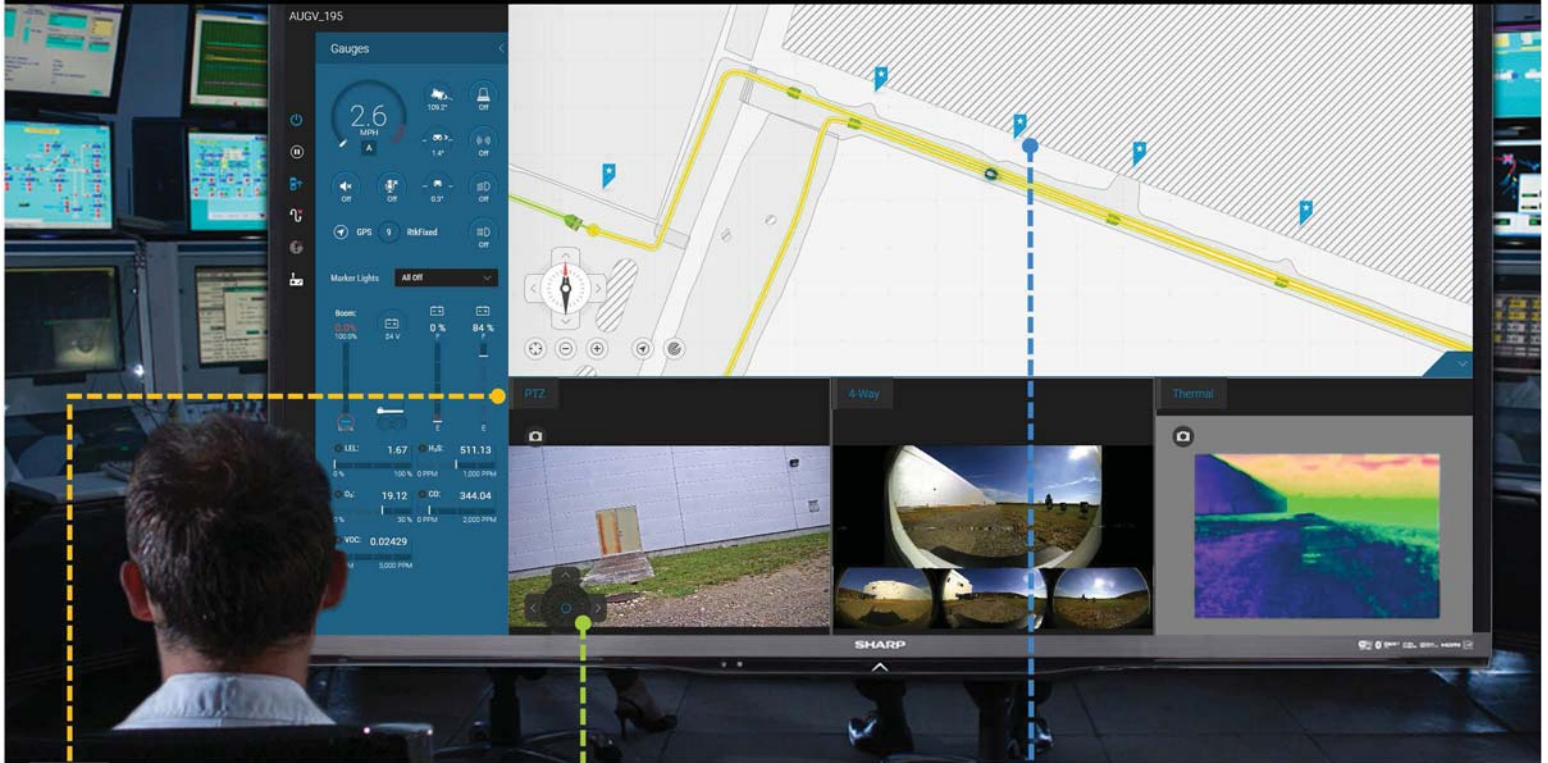 AUGV_195
Gauges
2.6
MPH
A
109.2°
Off
1.4°
Off
Off
Off
0.3°
GPS 9 RtkFixed
Off
Marker Lights All Off
Boom:
0.0%
100.0%
24 V
0 %
F
E
84 %
F
E
LEL: 1.67
0 % 100 %
H₂S: 511.13
0 PPM 1,000 PPM
O₂: 19.12
0 % 30 %
CO: 344.04
0 PPM 2,000 PPM
VOC: 0.02429
5,000 PPM
PTZ
4-Way
Thermal
SHARP
HDMI